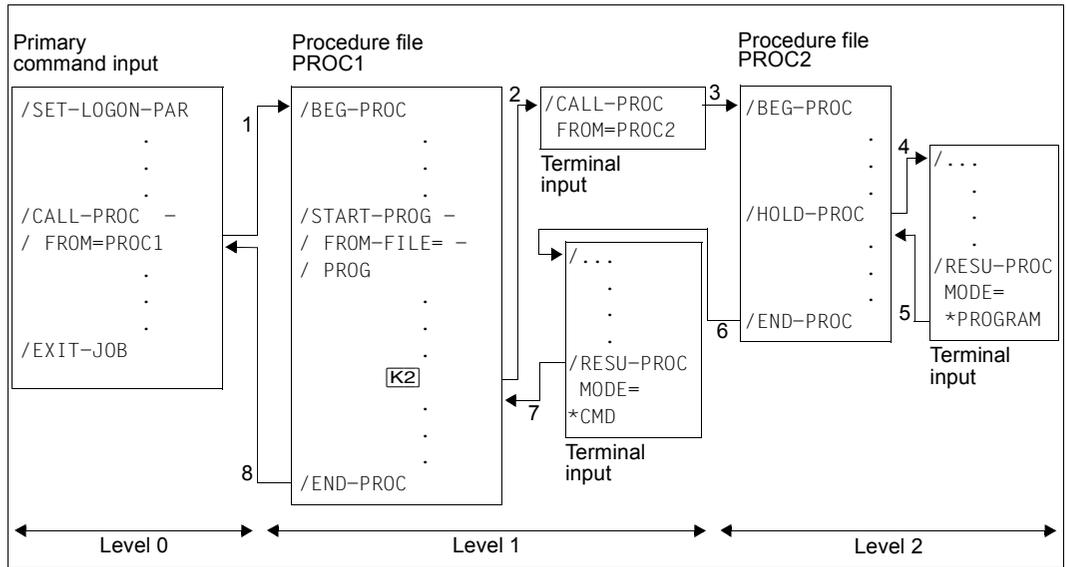 Primary
command input
/SET-LOGON-PAR
.
.
.
/CALL-PROC -
/ FROM=PROC1
.
.
.
/EXIT-JOB
1
8
Procedure file
PROC1
/BEG-PROC
.
.
.
/START-PROG -
/ FROM-FILE= -
/ PROG
.
.
.
K2
.
.
.
/END-PROC
2
/CALL-PROC
FROM=PROC2
Terminal
input
3
/...
.
.
.
/RESU-PROC
MODE=
*CMD
7
Terminal
input
6
Procedure file
PROC2
/BEG-PROC
.
.
.
/HOLD-PROC
.
.
.
/END-PROC
4
/...
.
.
.
/RESU-PROC
MODE=
*PROGRAM
5
Terminal
input
Level 0
Level 1
Level 2